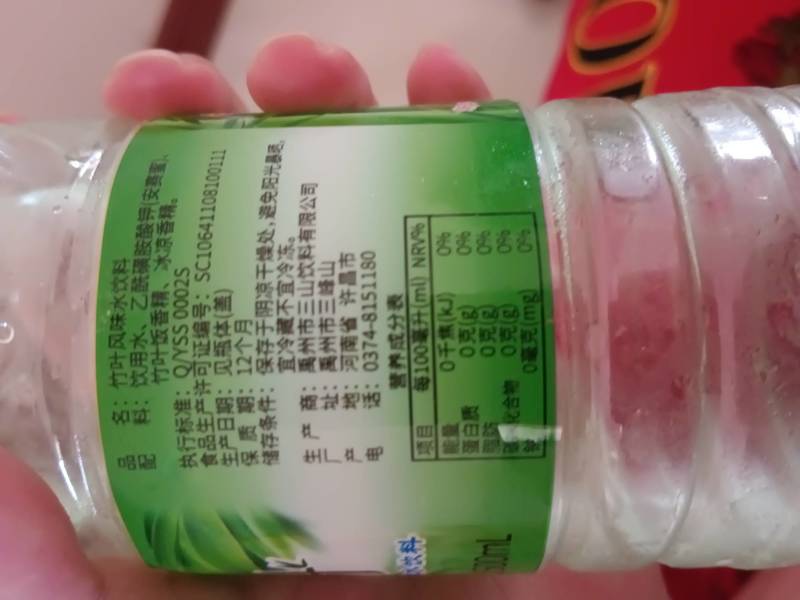 品 名：竹叶风味水饮料
配 料：饮用水、乙酰磺胺酸钾(安赛蜜)、
竹叶饭香精、冰凉香精。
执行标准：Q/YSS 0002S
食品生产许可证编号：SC10641108100111
生产日期：见瓶体(盖)
保 质 期：12个月
储存条件：保存于阴凉干燥处,避免阳光暴晒,
宜冷藏不宜冷冻。
生 产 商：禹州市三山饮料有限公司
厂 址：禹州市三峰山
产 地：河南省 许昌市
电 话：0374-8151180
营养成分表
项目 每100毫升(ml) NRV%
能量 0千焦(kJ) 0%
蛋白质 0克(g) 0%
脂肪 0克(g) 0%
化合物 0克(g) 0%
0毫克(mg) 0%
饮料
mL
O